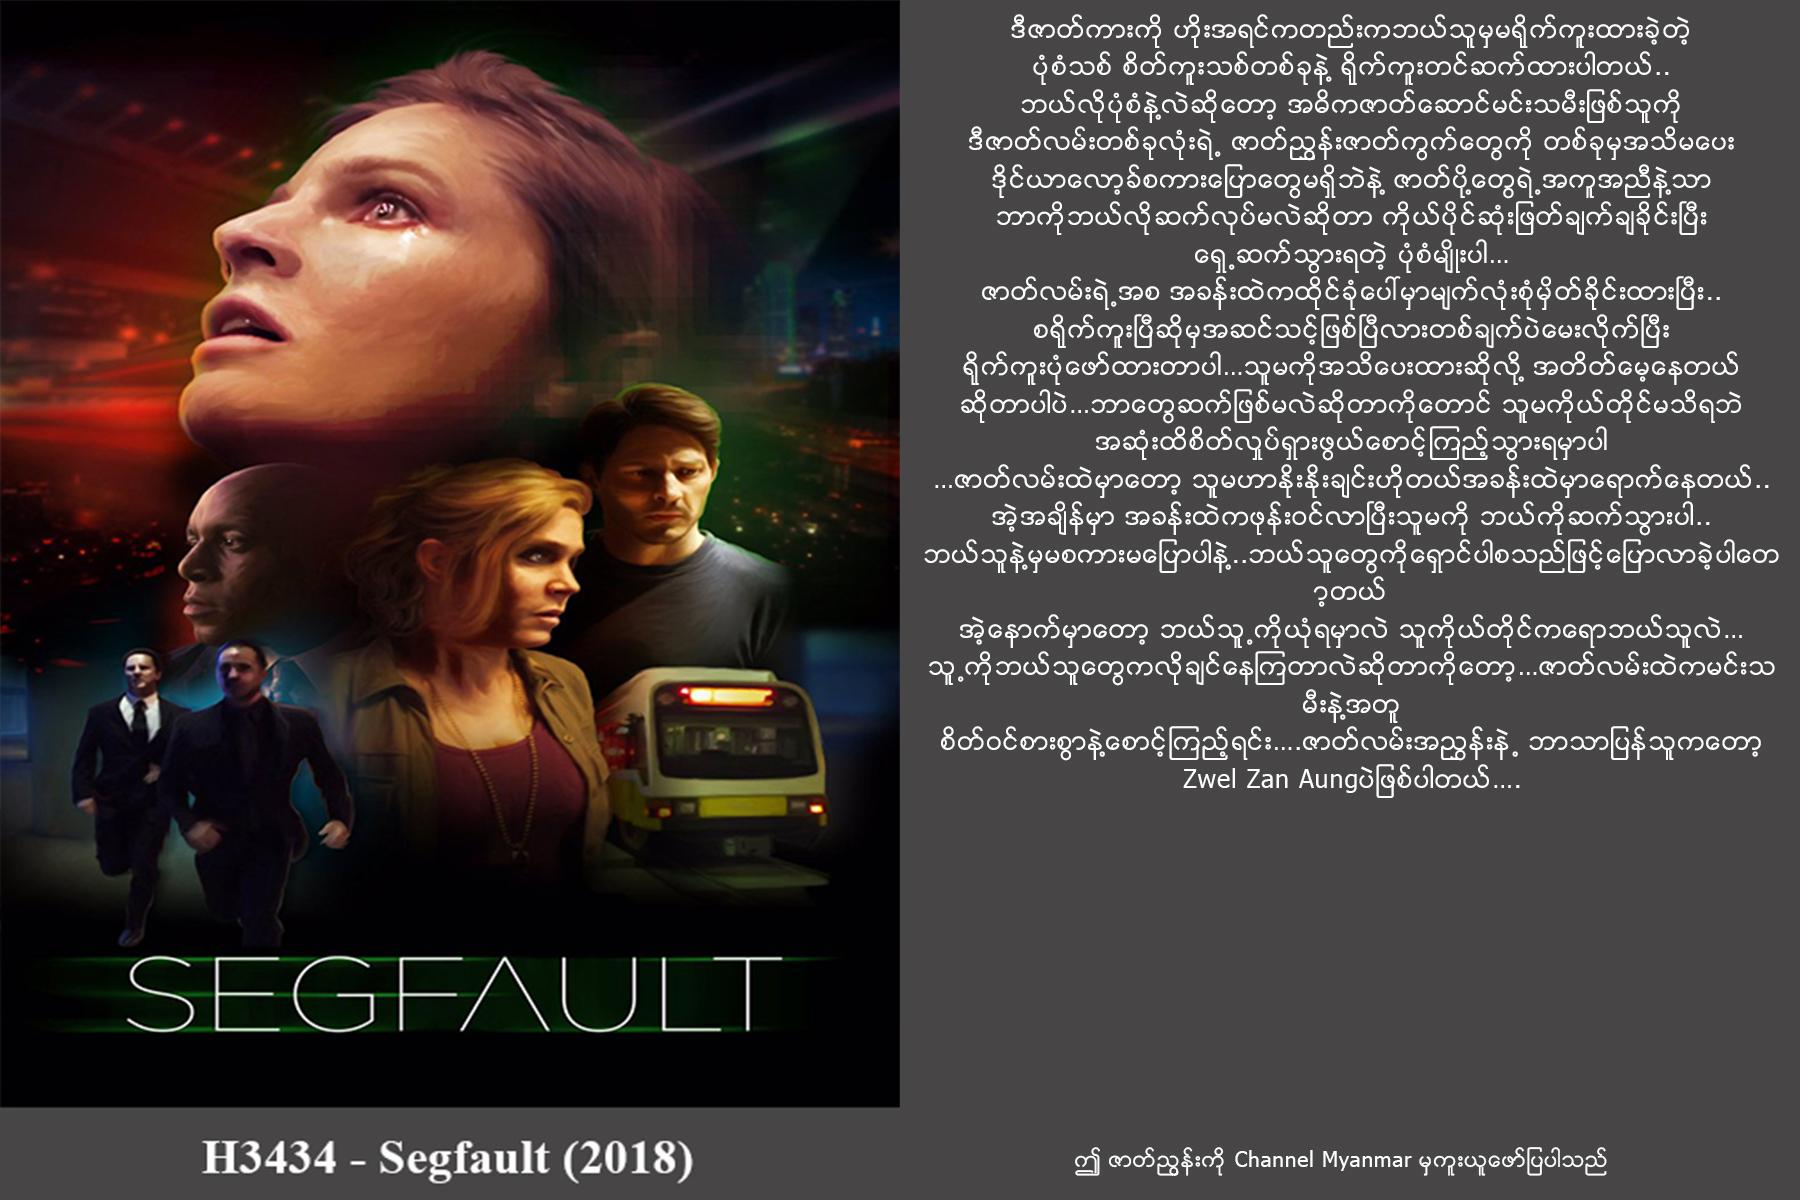 SEGFAULT
H3434 - Segfault (2018)
ဒီဇာတ်ကားကို ဟိုးအရင်ကတည်းကဘယ်သူမှမရိုက်ကူးထားခဲ့တဲ့
ပုံစံသစ် စိတ်ကူးသစ်တစ်ခုနဲ့ ရိုက်ကူးတင်ဆက်ထားပါတယ်..
ဘယ်လိုပုံစံနဲ့လဲဆိုတော့ အဓိကဇာတ်ဆောင်မင်းသမီးဖြစ်သူကို
ဒီဇာတ်လမ်းတစ်ခုလုံးရဲ့ ဇာတ်ညွှန်းဇာတ်ကွက်တွေကို တစ်ခုမှအသိမပေး
ဒိုင်ယာလော့ခ်စကားပြောတွေမရှိဘဲနဲ့ ဇာတ်ပို့တွေရဲ့အကူအညီနဲ့သာ
ဘာကိုဘယ်လိုဆက်လုပ်မလဲဆိုတာ ကိုယ်ပိုင်ဆုံးဖြတ်ချက်ချခိုင်းပြီး
ရှေ့ဆက်သွားရတဲ့ ပုံစံမျိုးပါ...
ဇာတ်လမ်းရဲ့အစ အခန်းထဲကထိုင်ခုံပေါ်မှာမျက်လုံးစုံမှိတ်ခိုင်းထားပြီး..
စရိုက်ကူးပြီဆိုမှအဆင်သင့်ဖြစ်ပြီလားတစ်ချက်ပဲမေးလိုက်ပြီး
ရိုက်ကူးပုံဖော်ထားတာပါ...သူမကိုအသိပေးထားဆိုလို့ အတိတ်မေ့နေတယ်
ဆိုတာပါပဲ...ဘာတွေဆက်ဖြစ်မလဲဆိုတာကိုတောင် သူမကိုယ်တိုင်မသိရဘဲ
အဆုံးထိစိတ်လှုပ်ရှားဖွယ်စောင့်ကြည့်သွားရမှာပါ
...ဇာတ်လမ်းထဲမှာတော့ သူမဟာနိုးနိုးချင်းဟိုတယ်အခန်းထဲမှာရောက်နေတယ်..
အဲ့အချိန်မှာ အခန်းထဲကဖုန်းဝင်လာပြီးသူမကို ဘယ်ကိုဆက်သွားပါ..
ဘယ်သူနဲ့မှမစကားမပြောပါနဲ့..ဘယ်သူတွေကိုရှောင်ပါစသည်ဖြင့်ပြောလာခဲ့ပါတေ
ာ့တယ်
အဲ့နောက်မှာတော့ ဘယ်သူ့ကိုယုံရမှာလဲ သူကိုယ်တိုင်ကရောဘယ်သူလဲ...
သူ့ကိုဘယ်သူတွေကလိုချင်နေကြတာလဲဆိုတာကိုတော့...ဇာတ်လမ်းထဲကမင်းသ
မီးနဲ့အတူ
စိတ်ဝင်စားစွာနဲ့စောင့်ကြည့်ရင်း....ဇာတ်လမ်းအညွှန်းနဲ့ ဘာသာပြန်သူကတော့
Zwel Zan Aungပဲဖြစ်ပါတယ်....
ဤ ဇာတ်ညွှန်းကို Channel Myanmar မှကူးယူဖော်ပြပါသည်